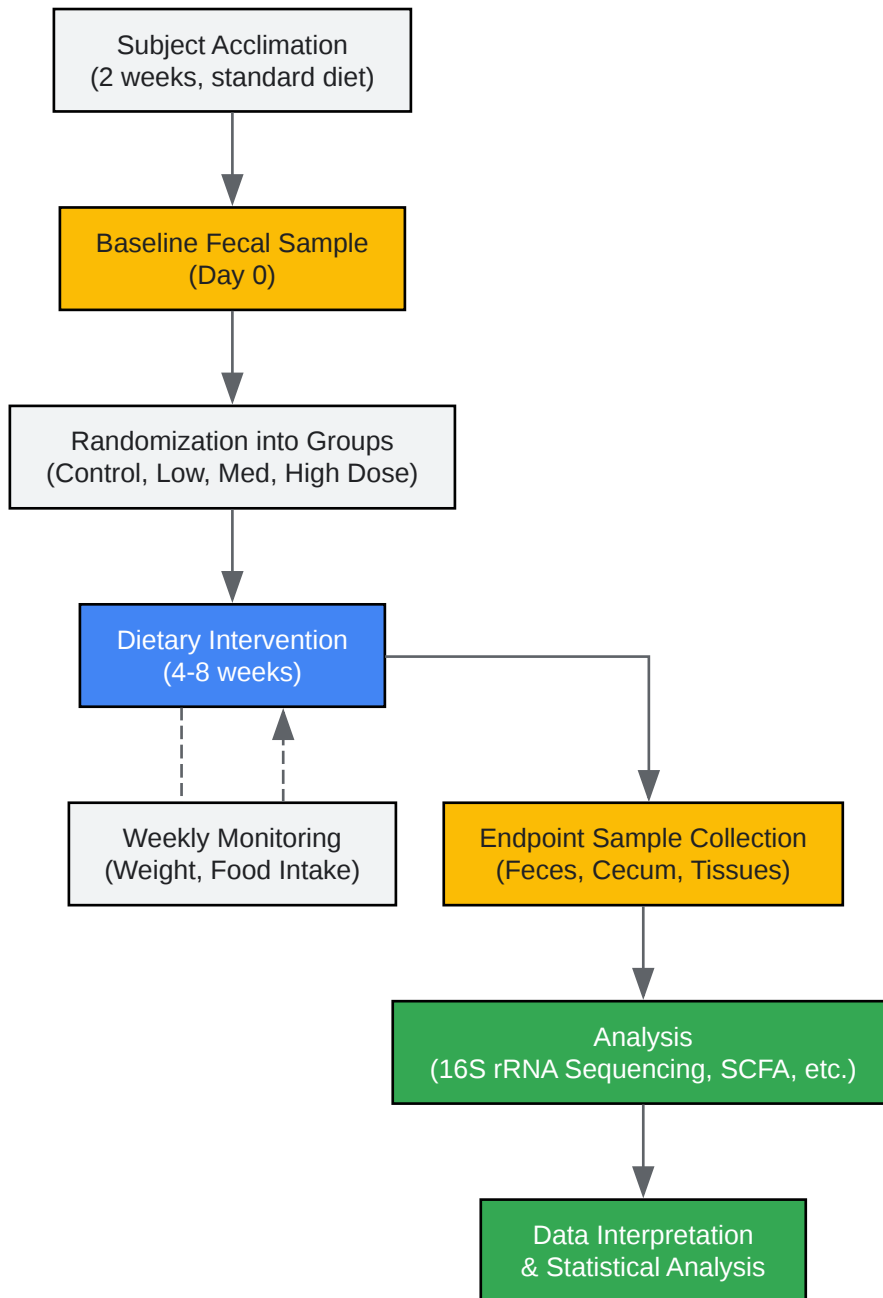 Subject Acclimation
(2 weeks, standard diet)
Baseline Fecal Sample
(Day 0)
Randomization into Groups
(Control, Low, Med, High Dose)
Dietary Intervention
(4-8 weeks)
Weekly Monitoring
(Weight, Food Intake)
Endpoint Sample Collection
(Feces, Cecum, Tissues)
Analysis
(16S rRNA Sequencing, SCFA, etc.)
Data Interpretation
& Statistical Analysis